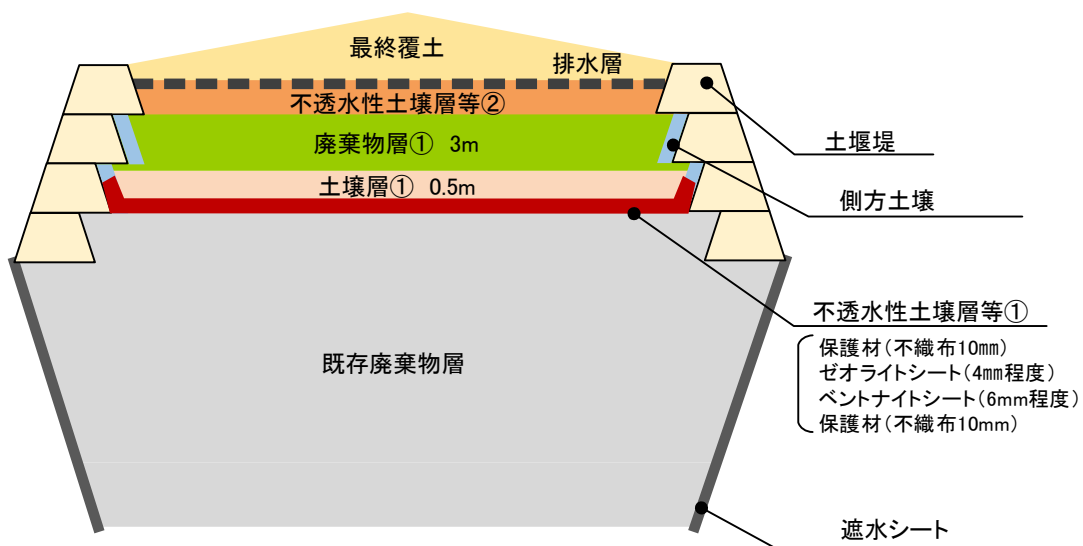 最終覆土
排水層
不透水性土壌層等②
廃棄物層① 3m
土壌層① 0.5m
既存廃棄物層
土堰堤
側方土壌
不透水性土壌層等①
保護材(不織布10㎜)
ゼオライトシート(4㎜程度)
ベントナイトシート(6mm程度)
保護材(不織布10mm)
遮水シート